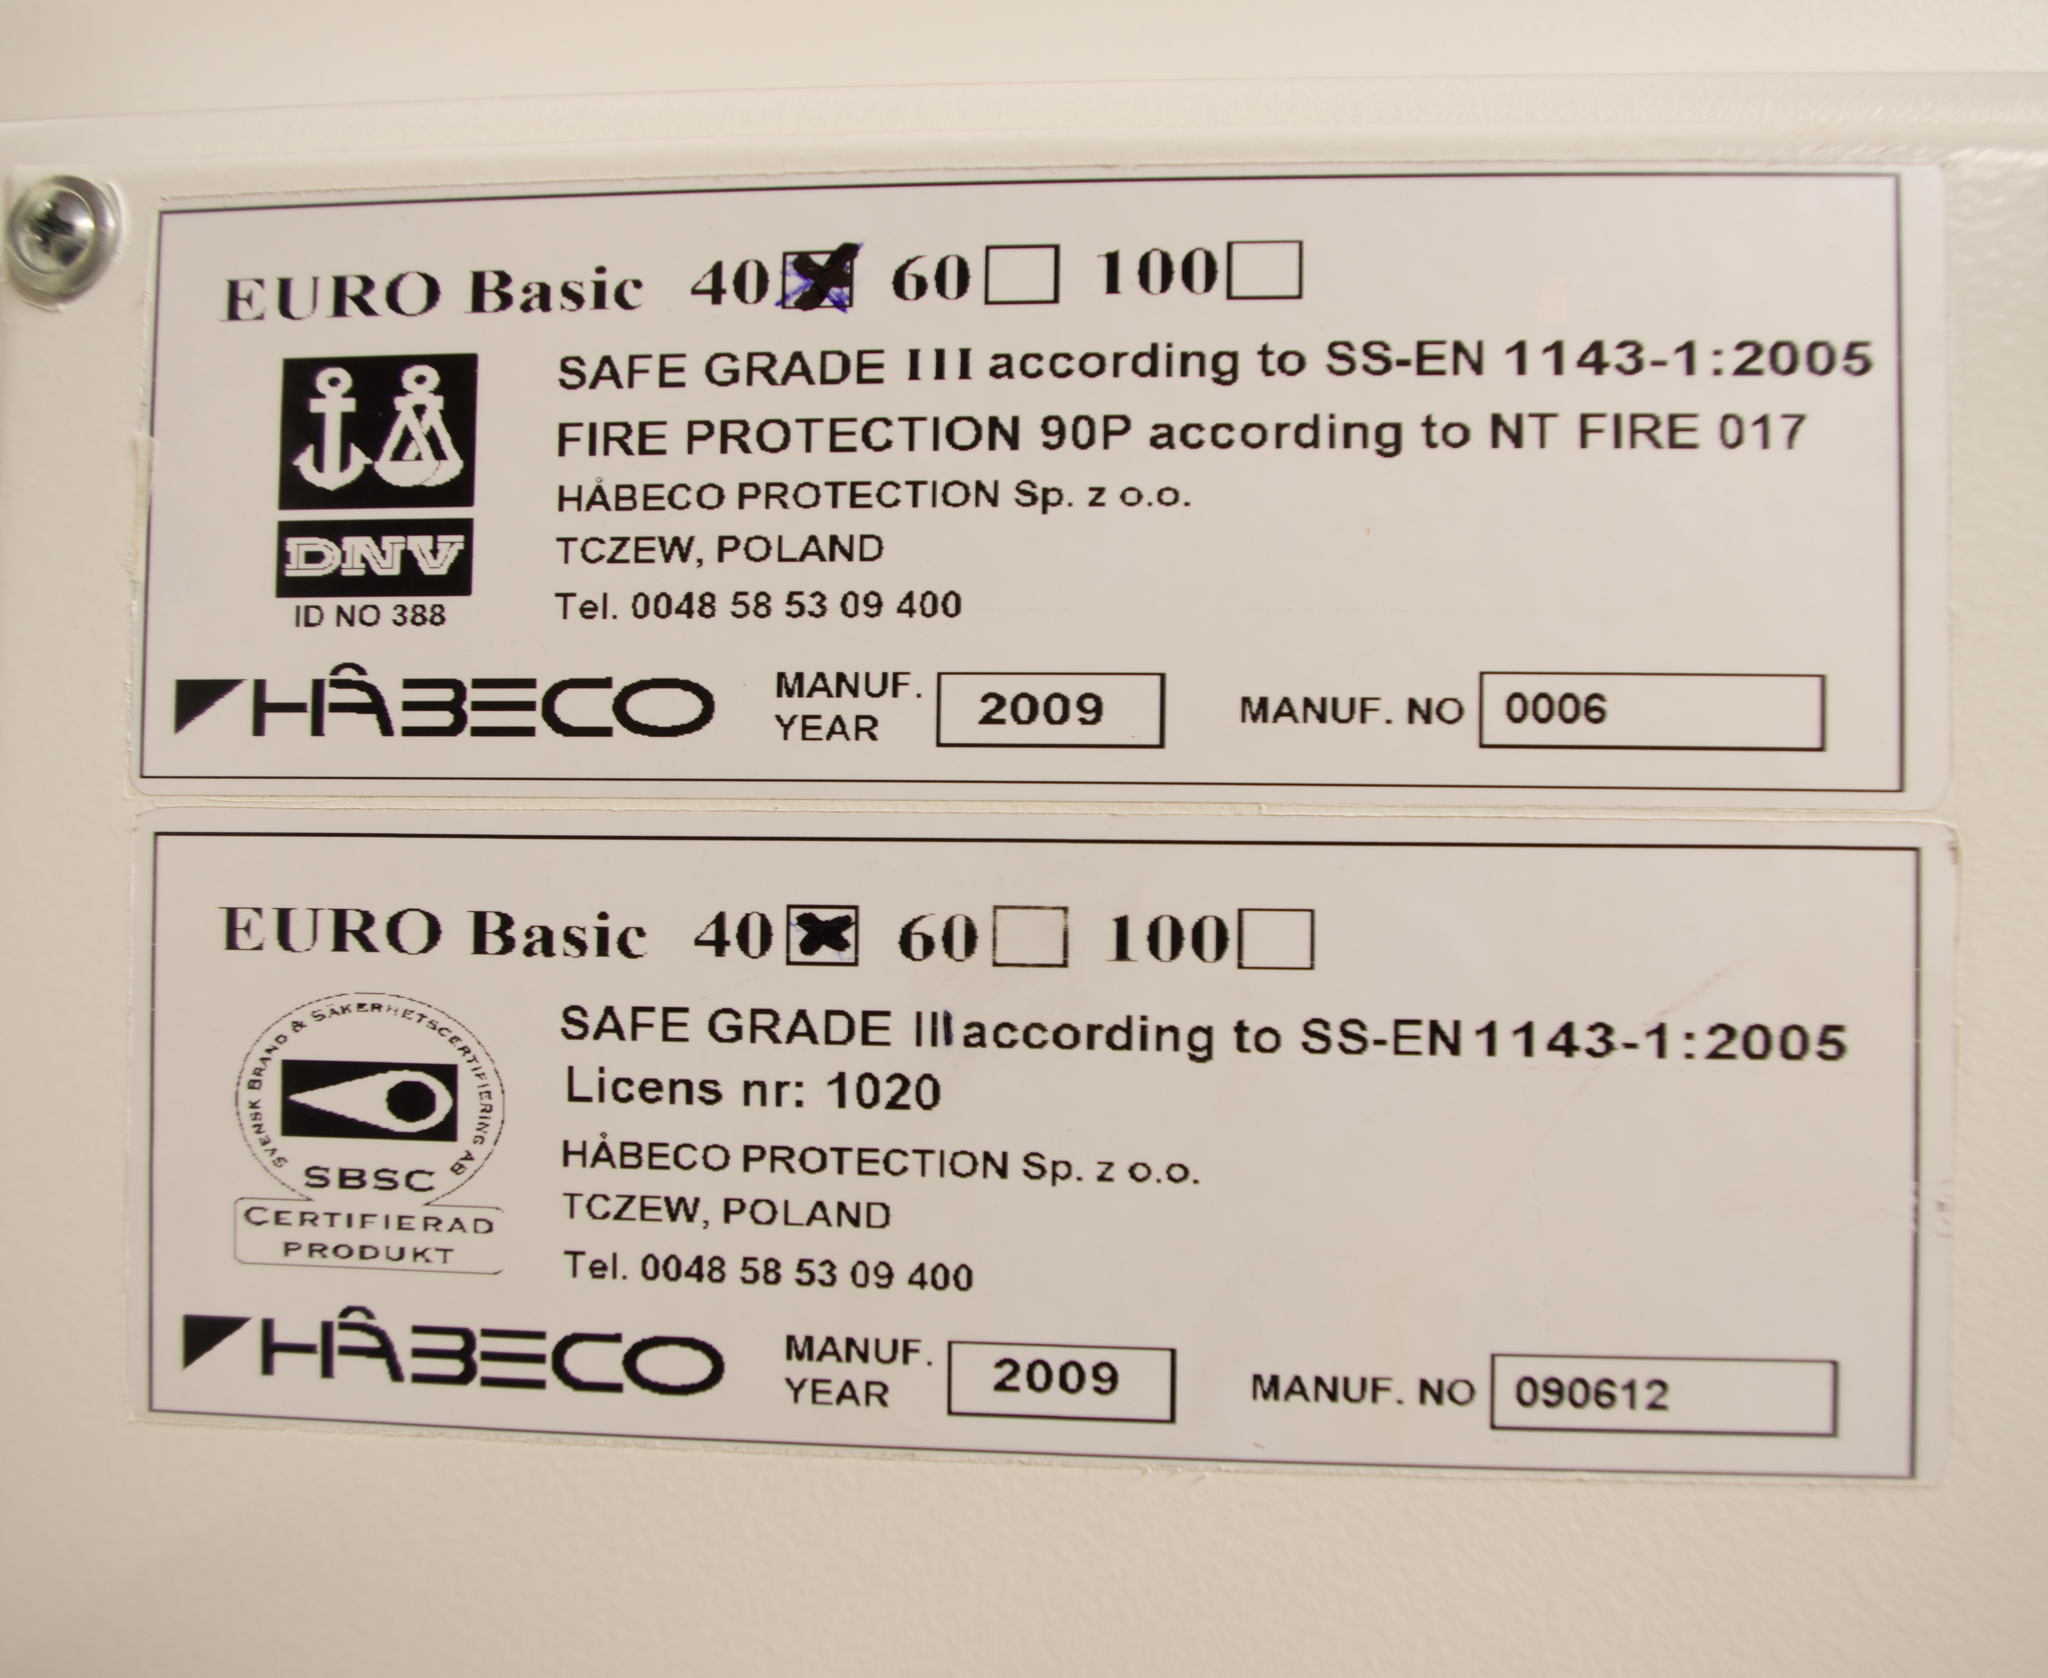 EURO Basic 40 60 100
SAFE GRADE III according to SS-EN 1143-1:2005
FIRE PROTECTION 90P according to NT FIRE 017
HÅBECO PROTECTION Sp. z o.o.
TCZEW, POLAND
Tel. 0048 58 53 09 400
DNV
ID NO 388
HÅBECO
MANUF. YEAR 2009 MANUF. NO 0006
EURO Basic 40 60 100
SAFE GRADE III according to SS-EN 1143-1:2005
Licens nr: 1020
HÅBECO PROTECTION Sp. z o.o.
TCZEW, POLAND
Tel. 0048 58 53 09 400
SVENSK BRAND & SÄKERHETSCERTIFIERING AB
SBSC
CERTIFIERAD
PRODUKT
HÅBECO
MANUF. YEAR 2009 MANUF. NO 090612